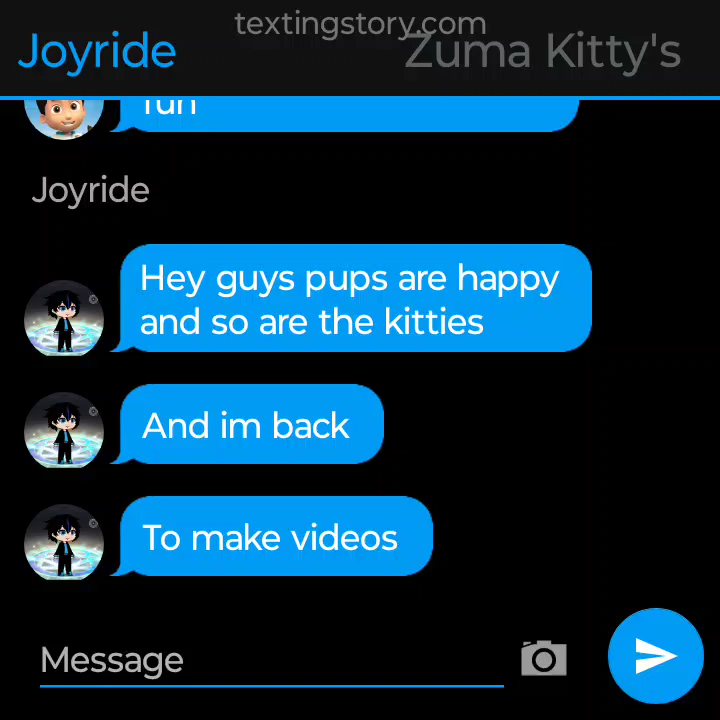 textingstory.com
Joyride
Zuma Kitty's
fun
Joyride
Hey guys pups are happy
and so are the kitties
And im back
To make videos
Message